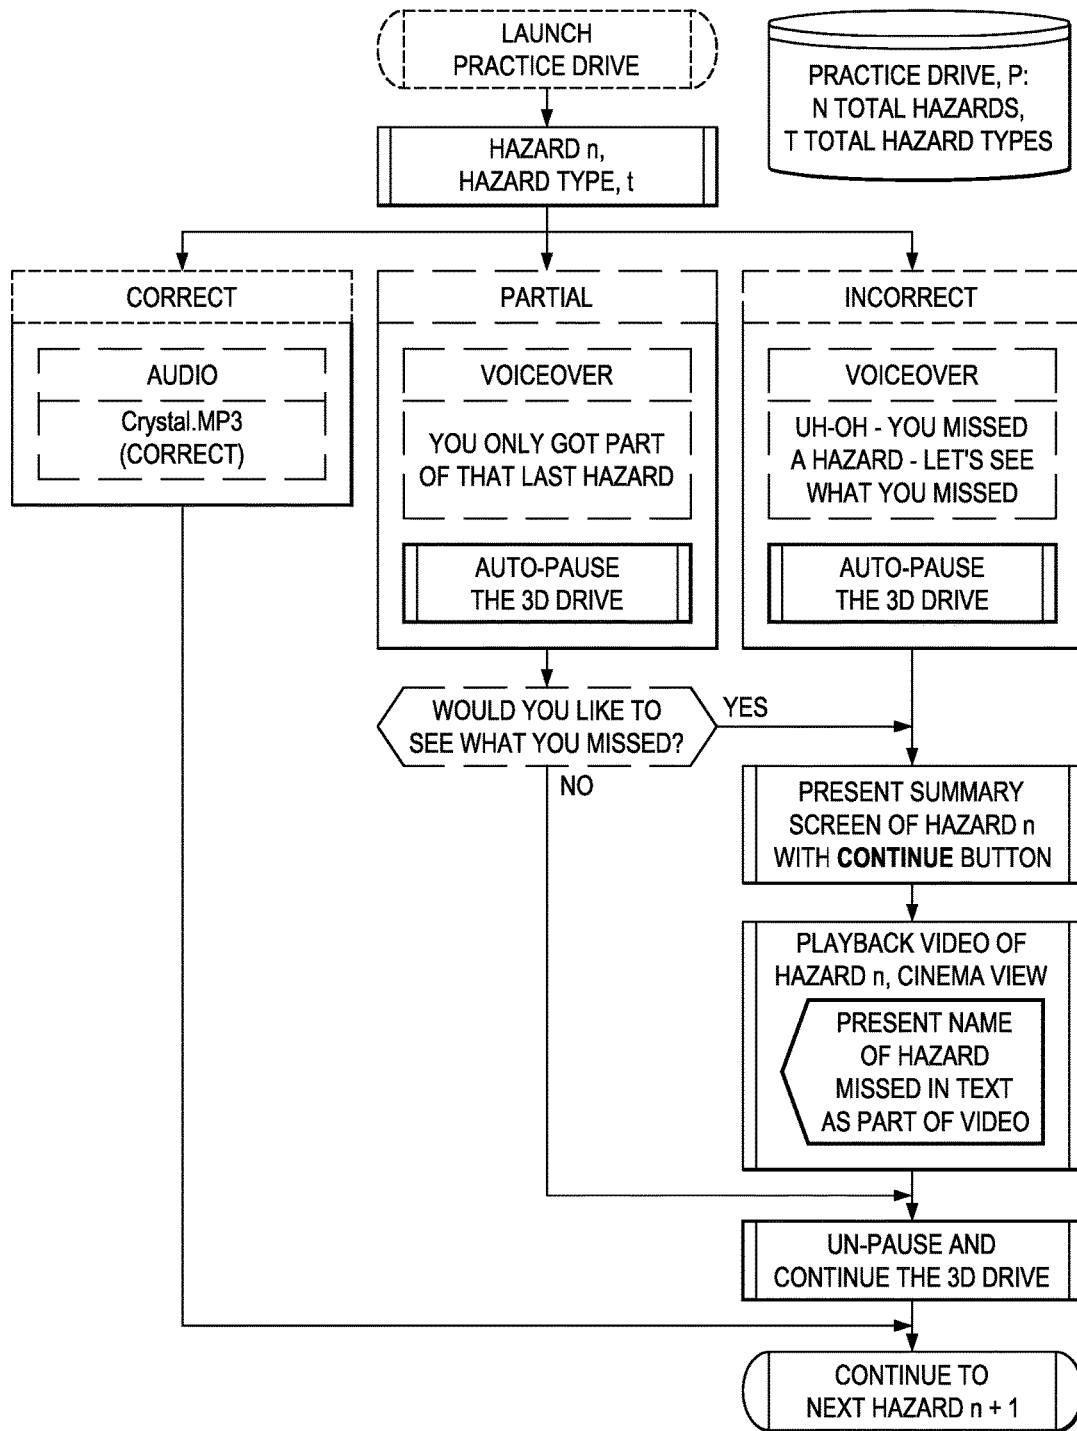 LAUNCH
PRACTICE DRIVE
PRACTICE DRIVE, P:
N TOTAL HAZARDS,
T TOTAL HAZARD TYPES
HAZARD n,
HAZARD TYPE, t
CORRECT
AUDIO
Crystal.MP3
(CORRECT)
PARTIAL
VOICEOVER
YOU ONLY GOT PART
OF THAT LAST HAZARD
AUTO-PAUSE
THE 3D DRIVE
INCORRECT
VOICEOVER
UH-OH - YOU MISSED
A HAZARD - LET'S SEE
WHAT YOU MISSED
AUTO-PAUSE
THE 3D DRIVE
WOULD YOU LIKE TO
SEE WHAT YOU MISSED?
YES
NO
PRESENT SUMMARY
SCREEN OF HAZARD n
WITH CONTINUE BUTTON
PLAYBACK VIDEO OF
HAZARD n, CINEMA VIEW
PRESENT NAME
OF HAZARD
MISSED IN TEXT
AS PART OF VIDEO
UN-PAUSE AND
CONTINUE THE 3D DRIVE
CONTINUE TO
NEXT HAZARD n + 1